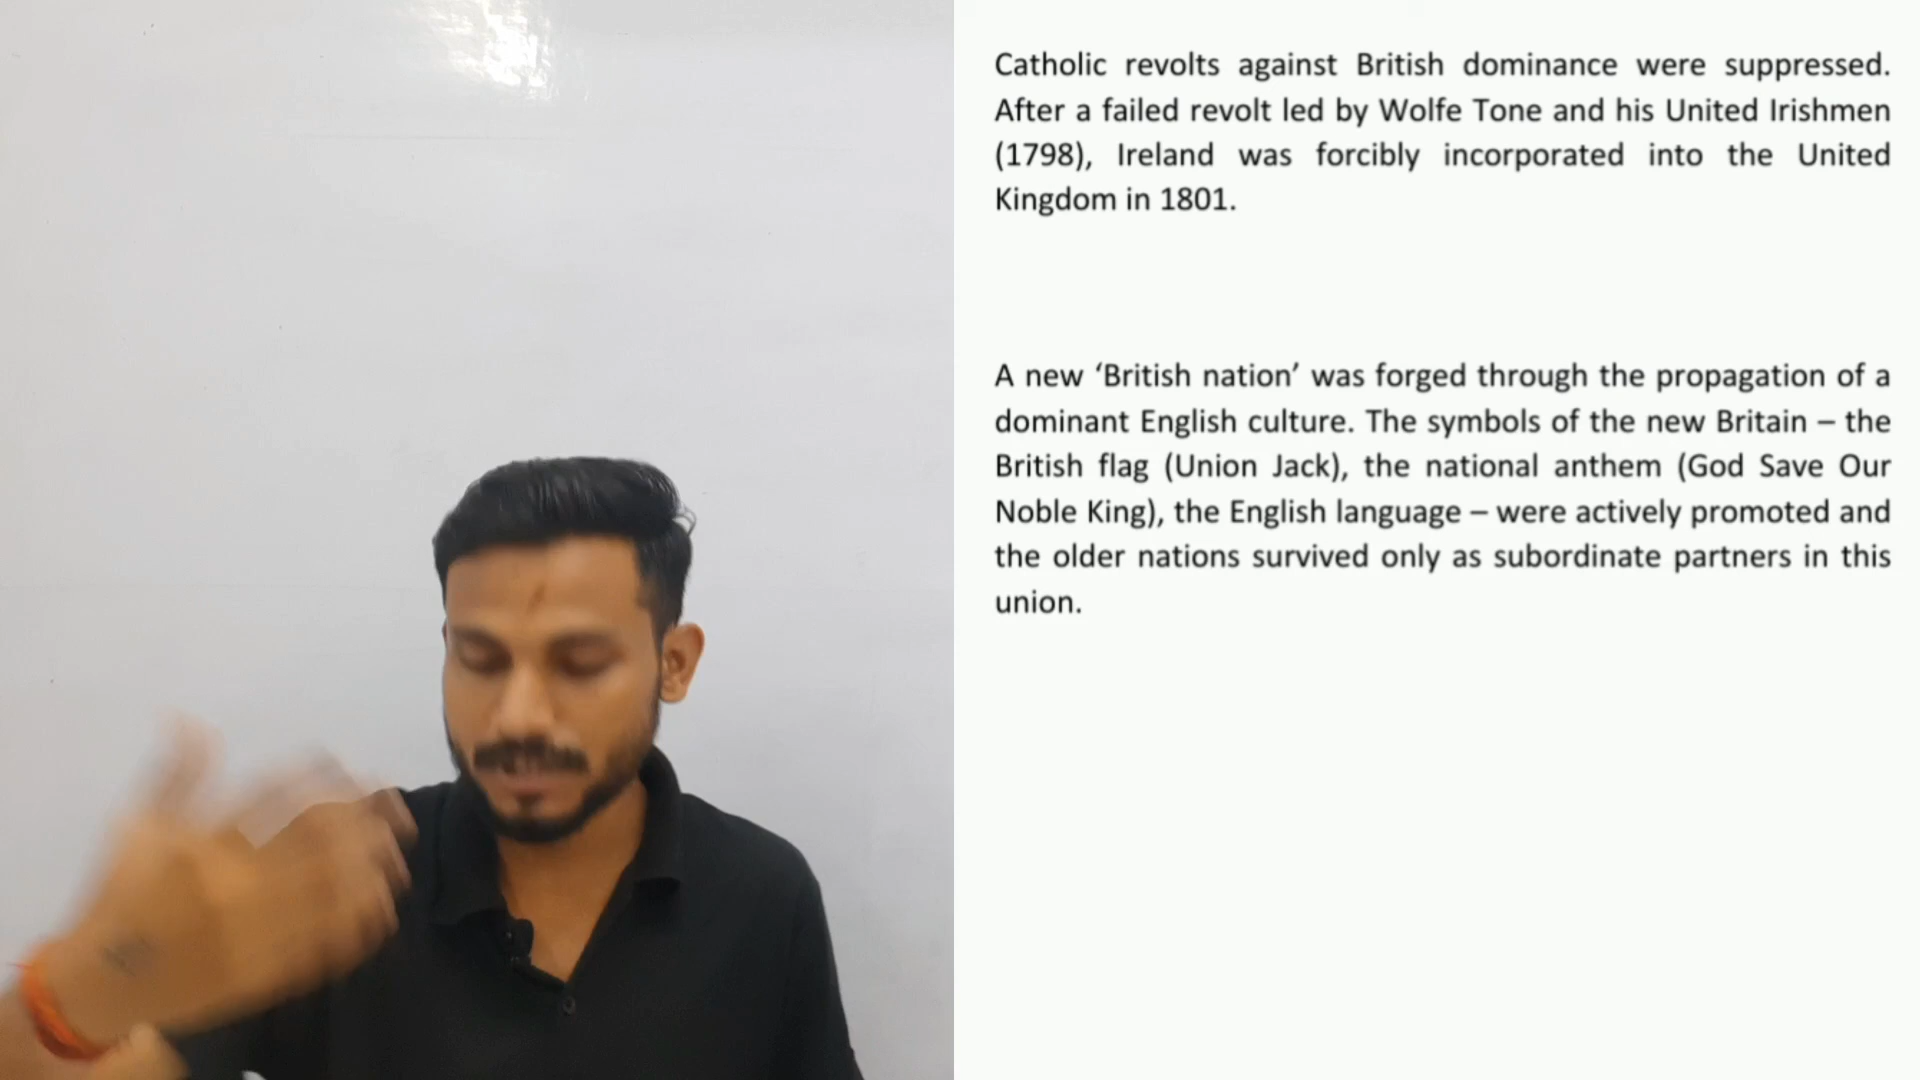 Catholic revolts against British dominance were suppressed.
After a failed revolt led by Wolfe Tone and his United Irishmen
(1798), Ireland was forcibly incorporated into the United
Kingdom in 1801.
A new ‘British nation’ was forged through the propagation of a
dominant English culture. The symbols of the new Britain – the
British flag (Union Jack), the national anthem (God Save Our
Noble King), the English language – were actively promoted and
the older nations survived only as subordinate partners in this
union.